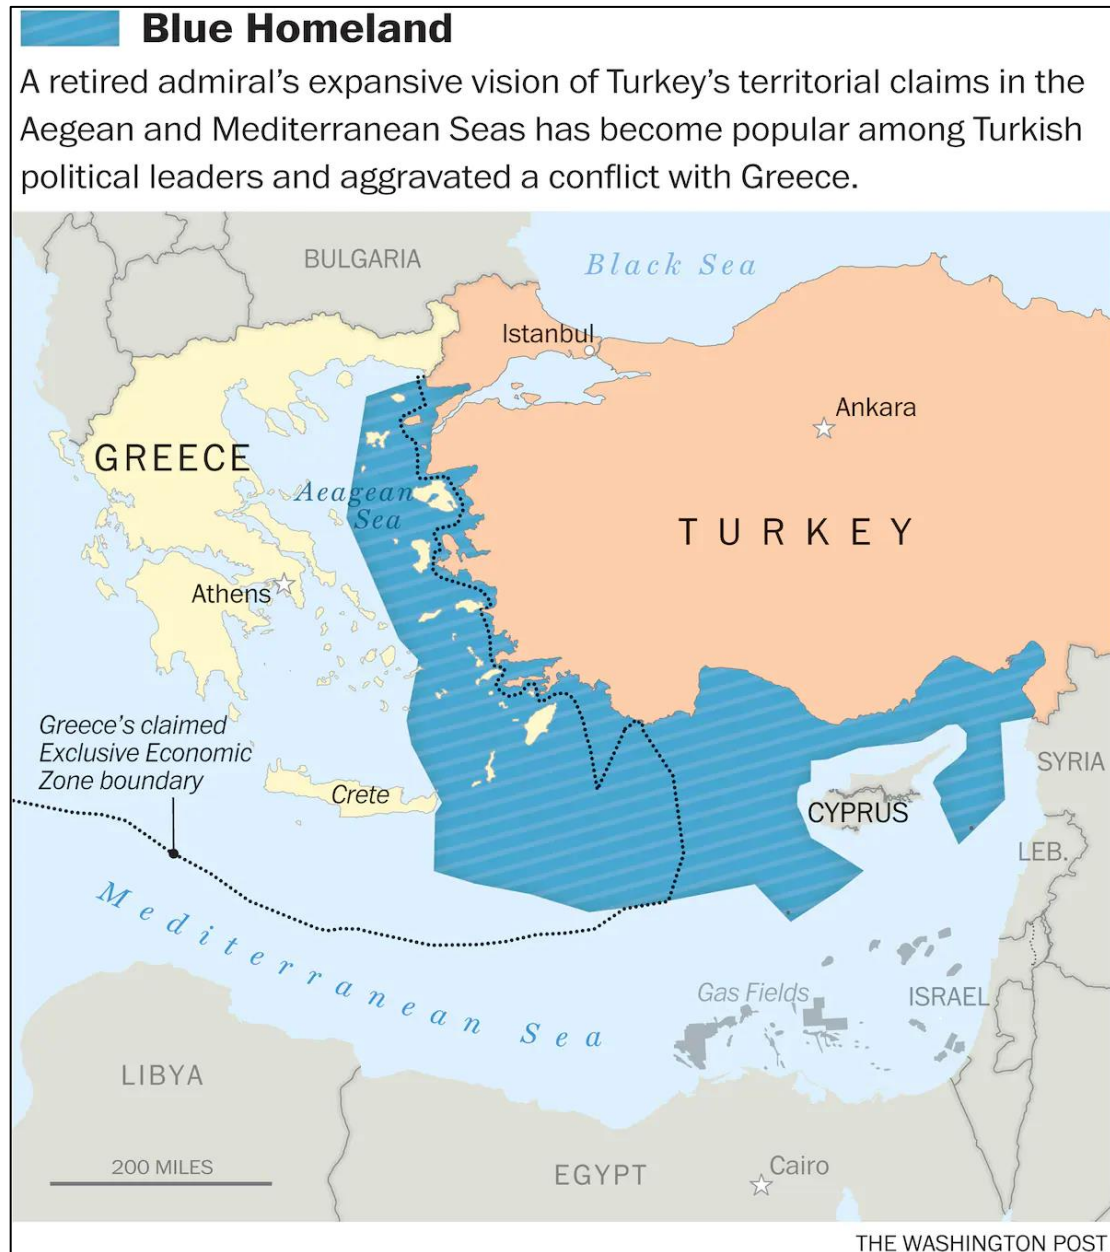 Blue Homeland
A retired admiral's expansive vision of Turkey's territorial claims in the
Aegean and Mediterranean Seas has become popular among Turkish
political leaders and aggravated a conflict with Greece.
BULGARIA
Black Sea
Istanbul
Ankara
GREECE
Aeagean
Sea
TURKEY
Athens
Greece's claimed
Exclusive Economic
Zone boundary
Crete
SYRIA
CYPRUS
LEB.
Mediterranean Sea
Gas Fields
ISRAEL
LIBYA
200 MILES
EGYPT
Cairo
THE WASHINGTON POST